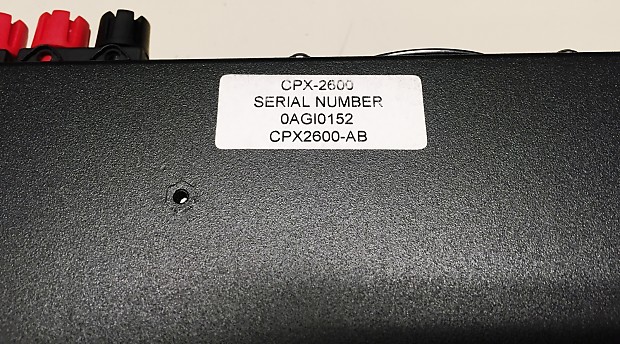 CPX-2600
SERIAL NUMBER
0AGI0152
CPX2600-AB